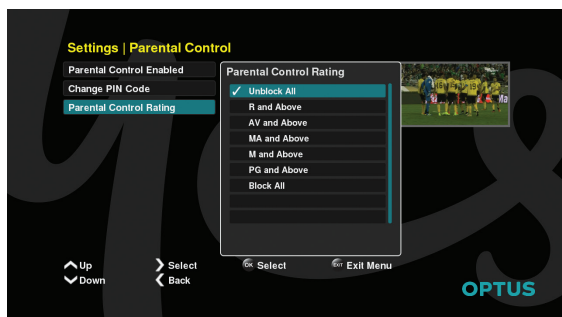 Settings | Parental Control
Parental Control Enabled
Change PIN Code
Parental Control Rating
Parental Control Rating
Unblock All
R and Above
AV and Above
MA and Above
M and Above
PG and Above
Block All
Up
Select
OK Select
EXIT Exit Menu
Down
Back
OPTUS